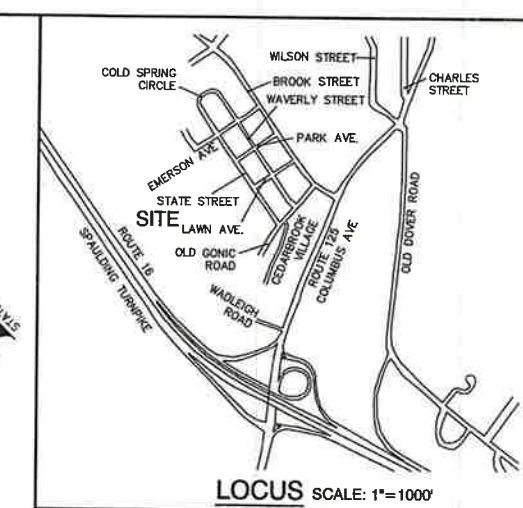 WILSON STREET
COLD SPRING
CIRCLE
BROOK STREET
CHARLES
STREET
WAVERLY STREET
PARK AVE.
EMERSON AVE
STATE STREET
SITE
LAWN AVE.
OLD GONIC
ROAD
CEDARBROOK
VILLAGE
ROUTE 125
COLUMBUS AVE
OLD DOVER ROAD
ROUTE 16
SPAULDING TURNPIKE
WADLEIGH
ROAD
LOCUS SCALE: 1"=1000'